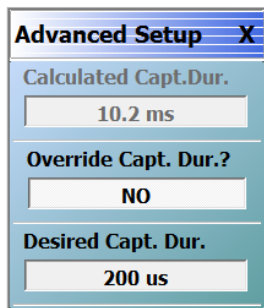 Advanced Setup X
Calculated Capt.Dur.
10.2 ms
Override Capt. Dur.?
NO
Desired Capt. Dur.
200 us